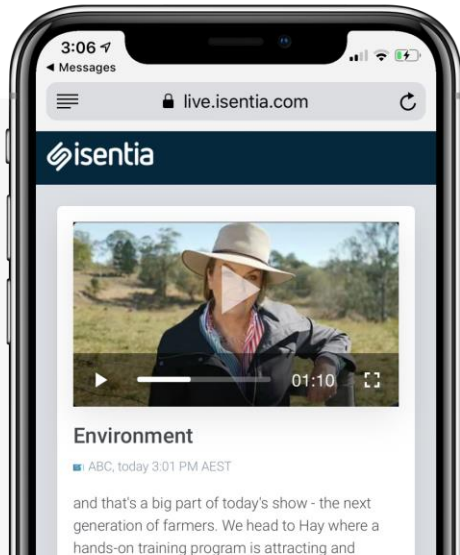 3:06
Messages
live.isentia.com
isentia
01:10
Environment
ABC, today 3:01 PM AEST
and that's a big part of today's show - the next
generation of farmers. We head to Hay where a
hands-on training program is attracting and